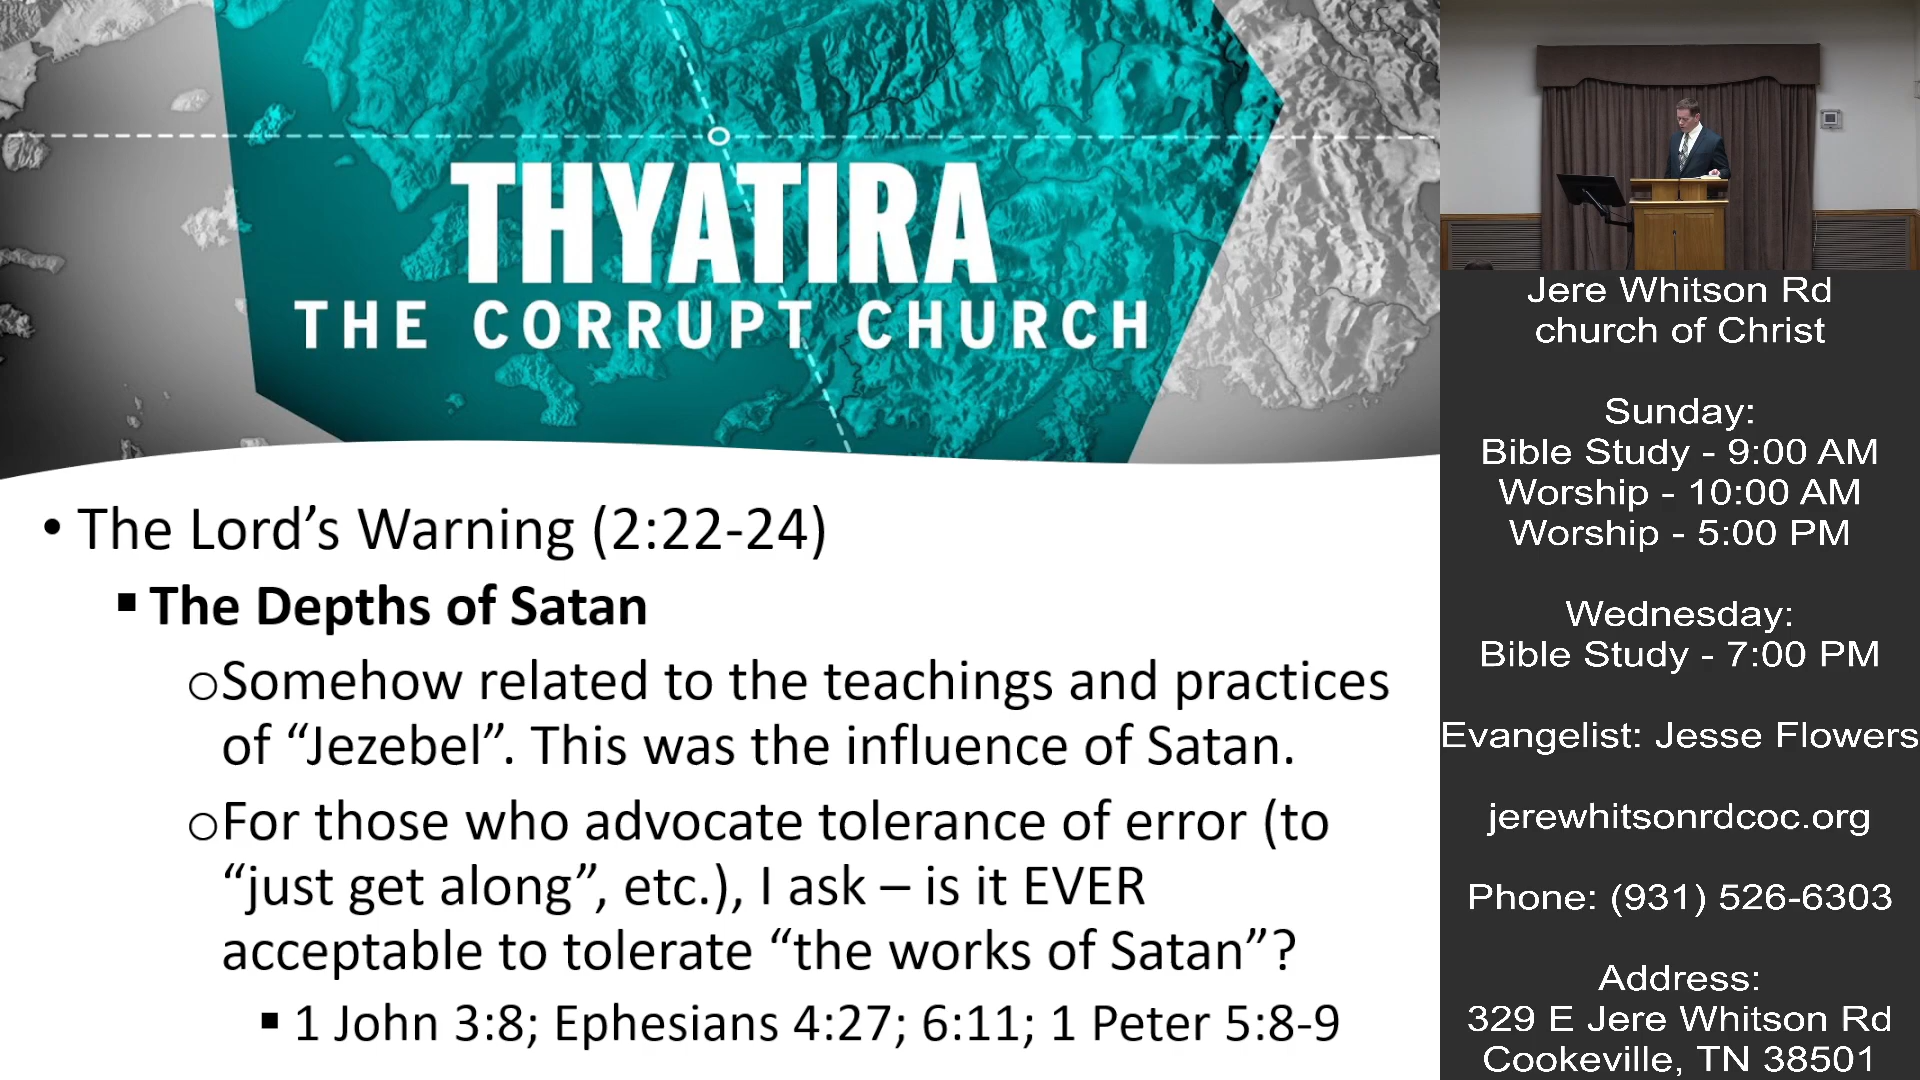 THYATIRA
THE CORRUPT CHURCH
• The Lord’s Warning (2:22-24)
▪ The Depths of Satan
oSomehow related to the teachings and practices
of “Jezebel”. This was the influence of Satan.
oFor those who advocate tolerance of error (to
“just get along”, etc.), I ask – is it EVER
acceptable to tolerate “the works of Satan”?
▪ 1 John 3:8; Ephesians 4:27; 6:11; 1 Peter 5:8-9
Jere Whitson Rd
church of Christ
Sunday:
Bible Study - 9:00 AM
Worship - 10:00 AM
Worship - 5:00 PM
Wednesday:
Bible Study - 7:00 PM
Evangelist: Jesse Flowers
jerewhitsonrdcoc.org
Phone: (931) 526-6303
Address:
329 E Jere Whitson Rd
Cookeville, TN 38501